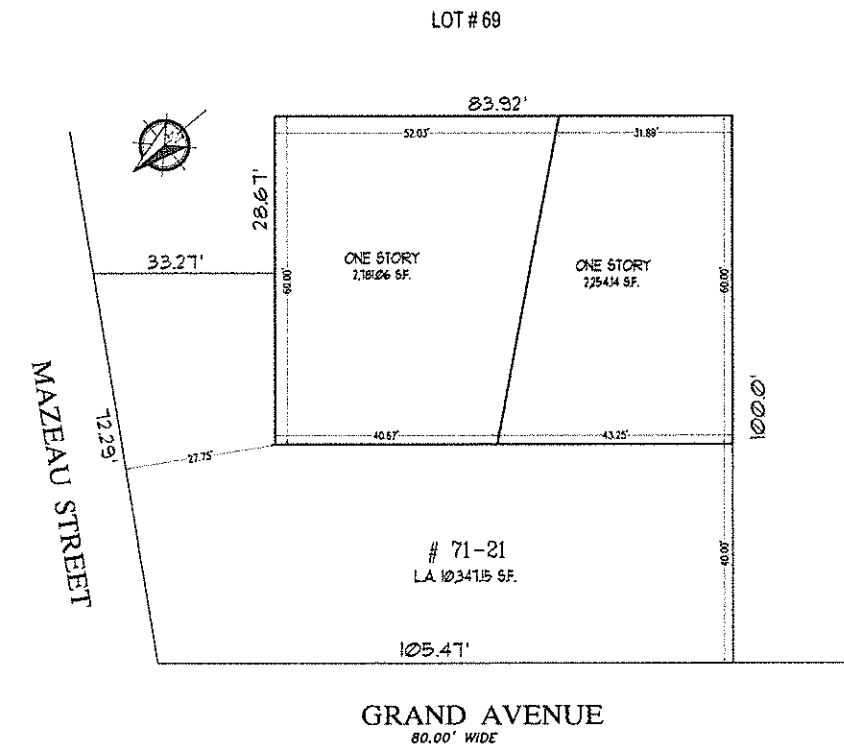 LOT # 69
83.92'
52.03'
31.89'
28.67'
33.27'
60.00'
ONE STORY
2,781.06 S.F.
ONE STORY
2,254.14 S.F.
60.00'
100.0'
MAZEAU STREET
72.29'
27.75'
40.67'
43.25'
# 71-21
L.A. 10,347.15 S.F.
40.00'
105.47'
GRAND AVENUE
80.00' WIDE